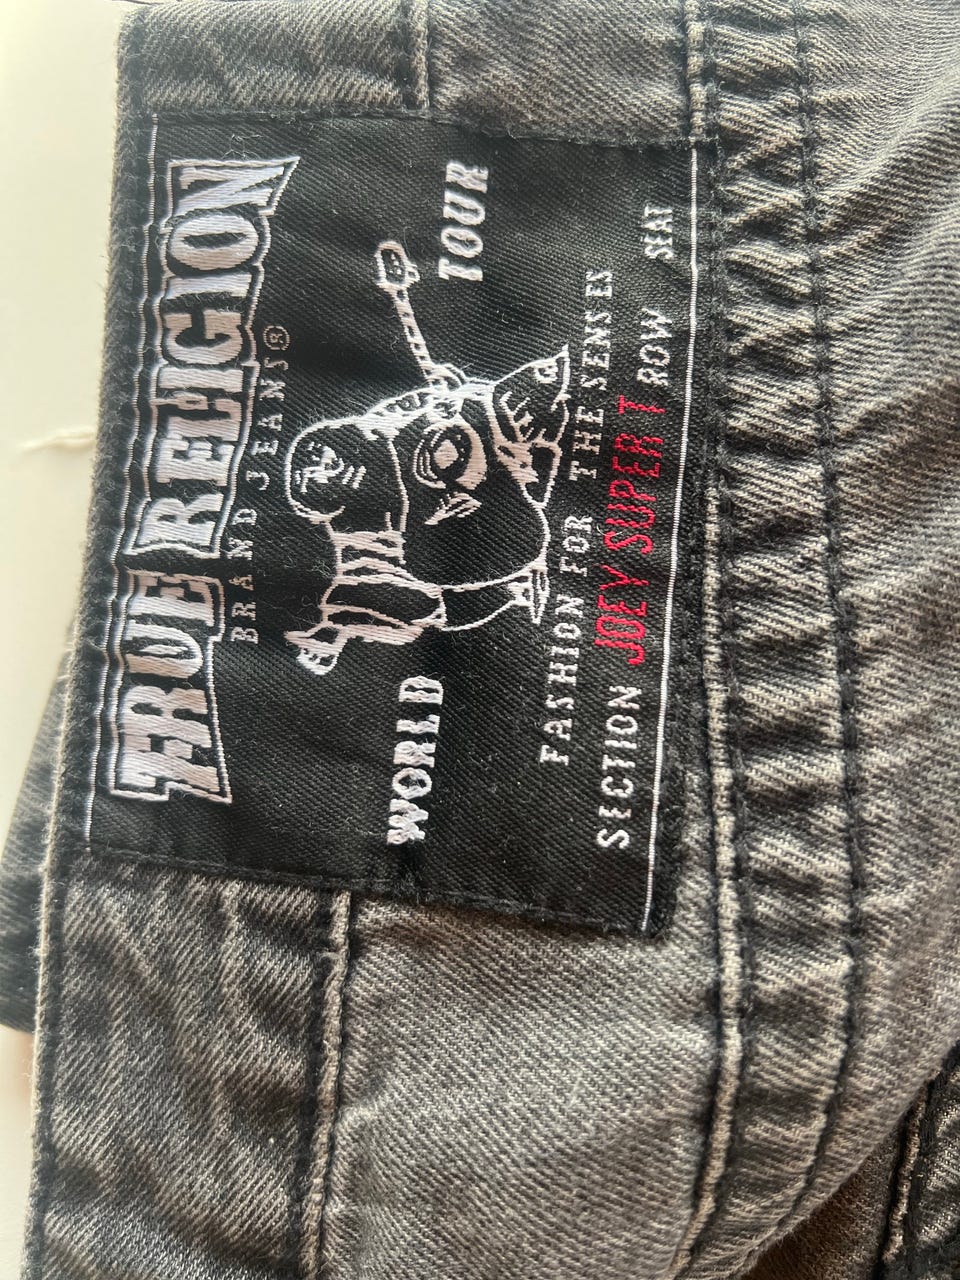 TRUE RELIGION
BRAND JEANS®
WORLD TOUR
FASHION FOR THE SENSES
SECTION JOEY SUPER T ROW SEAT